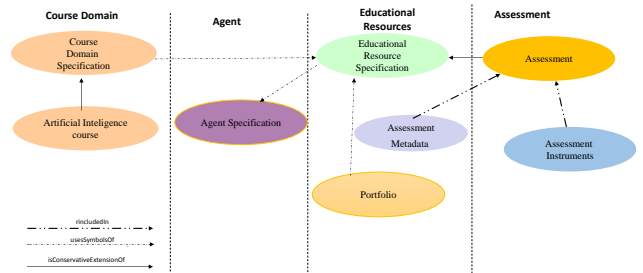 Course Domain
Agent
Educational
Resources
Assessment
Course
Domain
Specification
Educational
Resource
Specification
Assessment
Artificial Inteligence
course
Agent Specification
Assessment
Metadata
Assessment
Instruments
Portfolio
rincludedIn
usesSymbolsOf
isConservativeExtensionOf